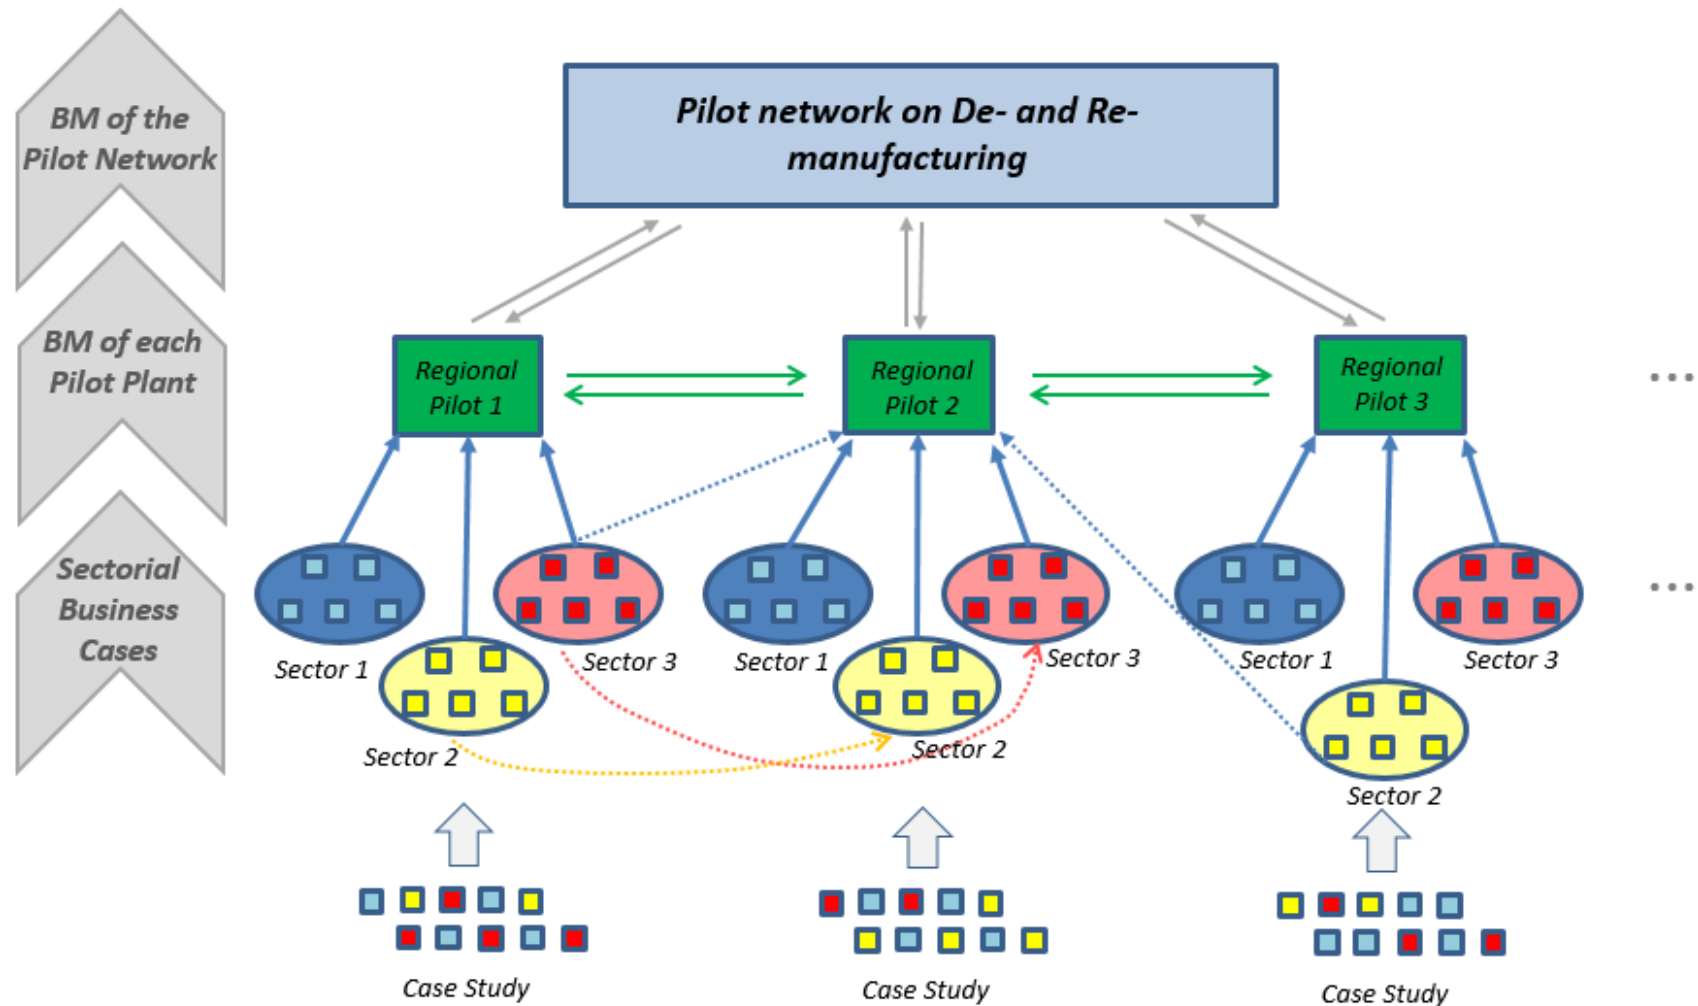 BM of the
Pilot Network
Pilot network on De- and Re-
manufacturing
BM of each
Pilot Plant
Regional
Pilot 1
Regional
Pilot 2
Regional
Pilot 3
...
Sectorial
Business
Cases
...
Sector 1
Sector 3
Sector 1
Sector 3
Sector 1
Sector 3
Sector 2
Sector 2
Sector 2
Case Study
Case Study
Case Study